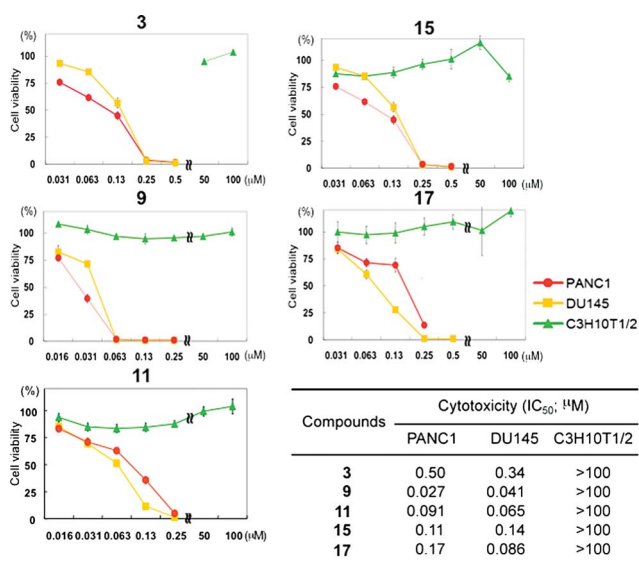 3
(%)
Cell viability
100
75
50
25
0
0.031 0.063 0.13 0.25 0.5 50 100 (μM)
15
(%)
Cell viability
100
75
50
25
0
0.031 0.063 0.13 0.25 0.5 50 100 (μM)
9
(%)
Cell viability
100
75
50
25
0
0.016 0.031 0.063 0.13 0.25 50 100 (μM)
17
(%)
Cell viability
100
75
50
25
0
0.031 0.063 0.13 0.25 0.5 50 100 (μM)
PANC1
DU145
C3H10T1/2
11
(%)
Cell viability
100
75
50
25
0
0.016 0.031 0.063 0.13 0.25 50 100 (μM)
Compounds Cytotoxicity (IC50; μM)
PANC1 DU145 C3H10T1/2
3 0.50 0.34 >100
9 0.027 0.041 >100
11 0.091 0.065 >100
15 0.11 0.14 >100
17 0.17 0.086 >100